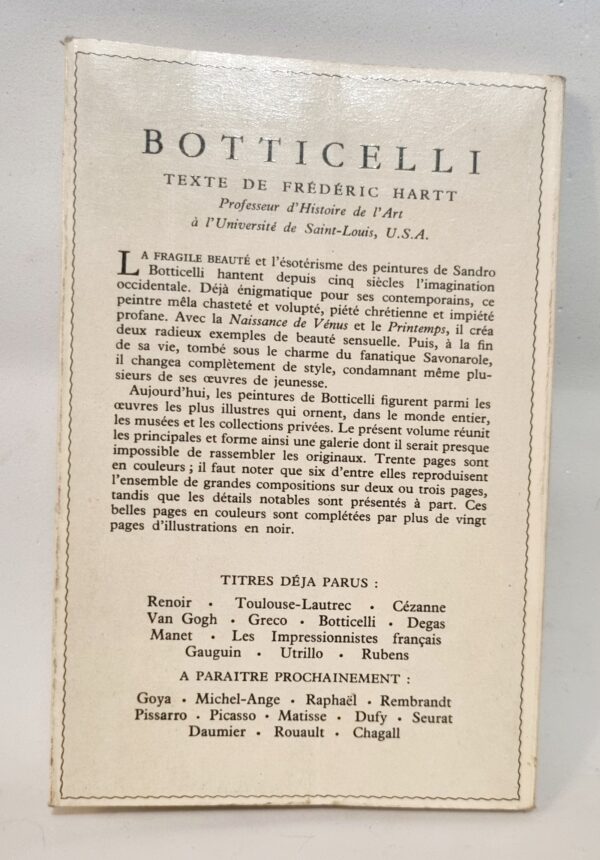 BOTTICELLI
TEXTE DE FRÉDÉRIC HARTT
Professeur d'Histoire de l'Art
à l'Université de Saint-Louis, U.S.A.
LA FRAGILE BEAUTÉ et l'ésotérisme des peintures de Sandro
Botticelli hantent depuis cinq siècles l'imagination
occidentale. Déjà énigmatique pour ses contemporains, ce
peintre mêla chasteté et volupté, piété chrétienne et impiété
profane. Avec la Naissance de Vénus et le Printemps, il créa
deux radieux exemples de beauté sensuelle. Puis, à la fin
de sa vie, tombé sous le charme du fanatique Savonarole,
il changea complètement de style, condamnant même plu-
sieurs de ses œuvres de jeunesse.
Aujourd'hui, les peintures de Botticelli figurent parmi les
œuvres les plus illustres qui ornent, dans le monde entier,
les musées et les collections privées. Le présent volume réunit
les principales et forme ainsi une galerie dont il serait presque
impossible de rassembler les originaux. Trente pages sont
en couleurs ; il faut noter que six d'entre elles reproduisent
l'ensemble de grandes compositions sur deux ou trois pages,
tandis que les détails notables sont présentés à part. Ces
belles pages en couleurs sont complétées par plus de vingt
pages d'illustrations en noir.
TITRES DÉJA PARUS :
Renoir • Toulouse-Lautrec • Cézanne
Van Gogh • Greco • Botticelli • Degas
Manet • Les Impressionnistes français
Gauguin • Utrillo • Rubens
A PARAITRE PROCHAINEMENT :
Goya • Michel-Ange • Raphaël • Rembrandt
Pissarro • Picasso • Matisse • Dufy • Seurat
Daumier • Rouault • Chagall